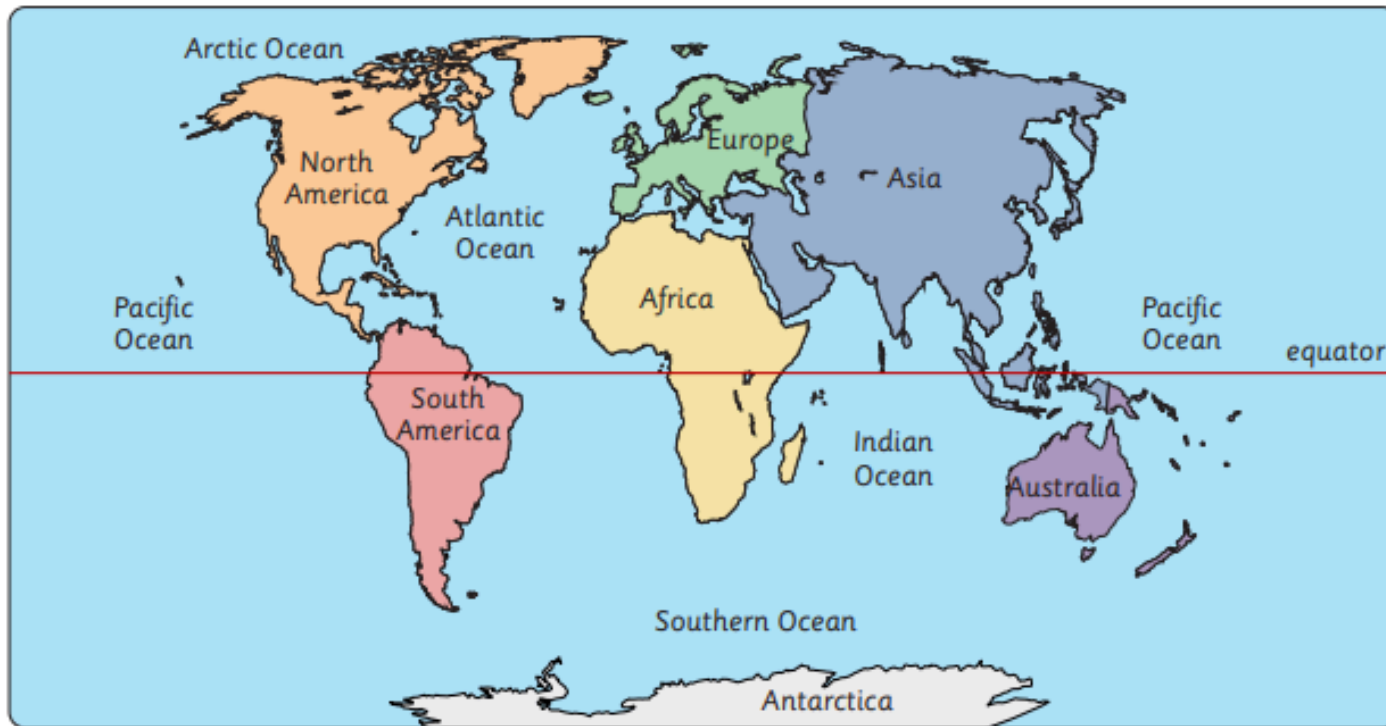 Arctic Ocean
North
America
Europe
Asia
Atlantic
Ocean
Africa
Pacific
Ocean
Pacific
Ocean
equator
South
America
Indian
Ocean
Australia
Southern Ocean
Antarctica